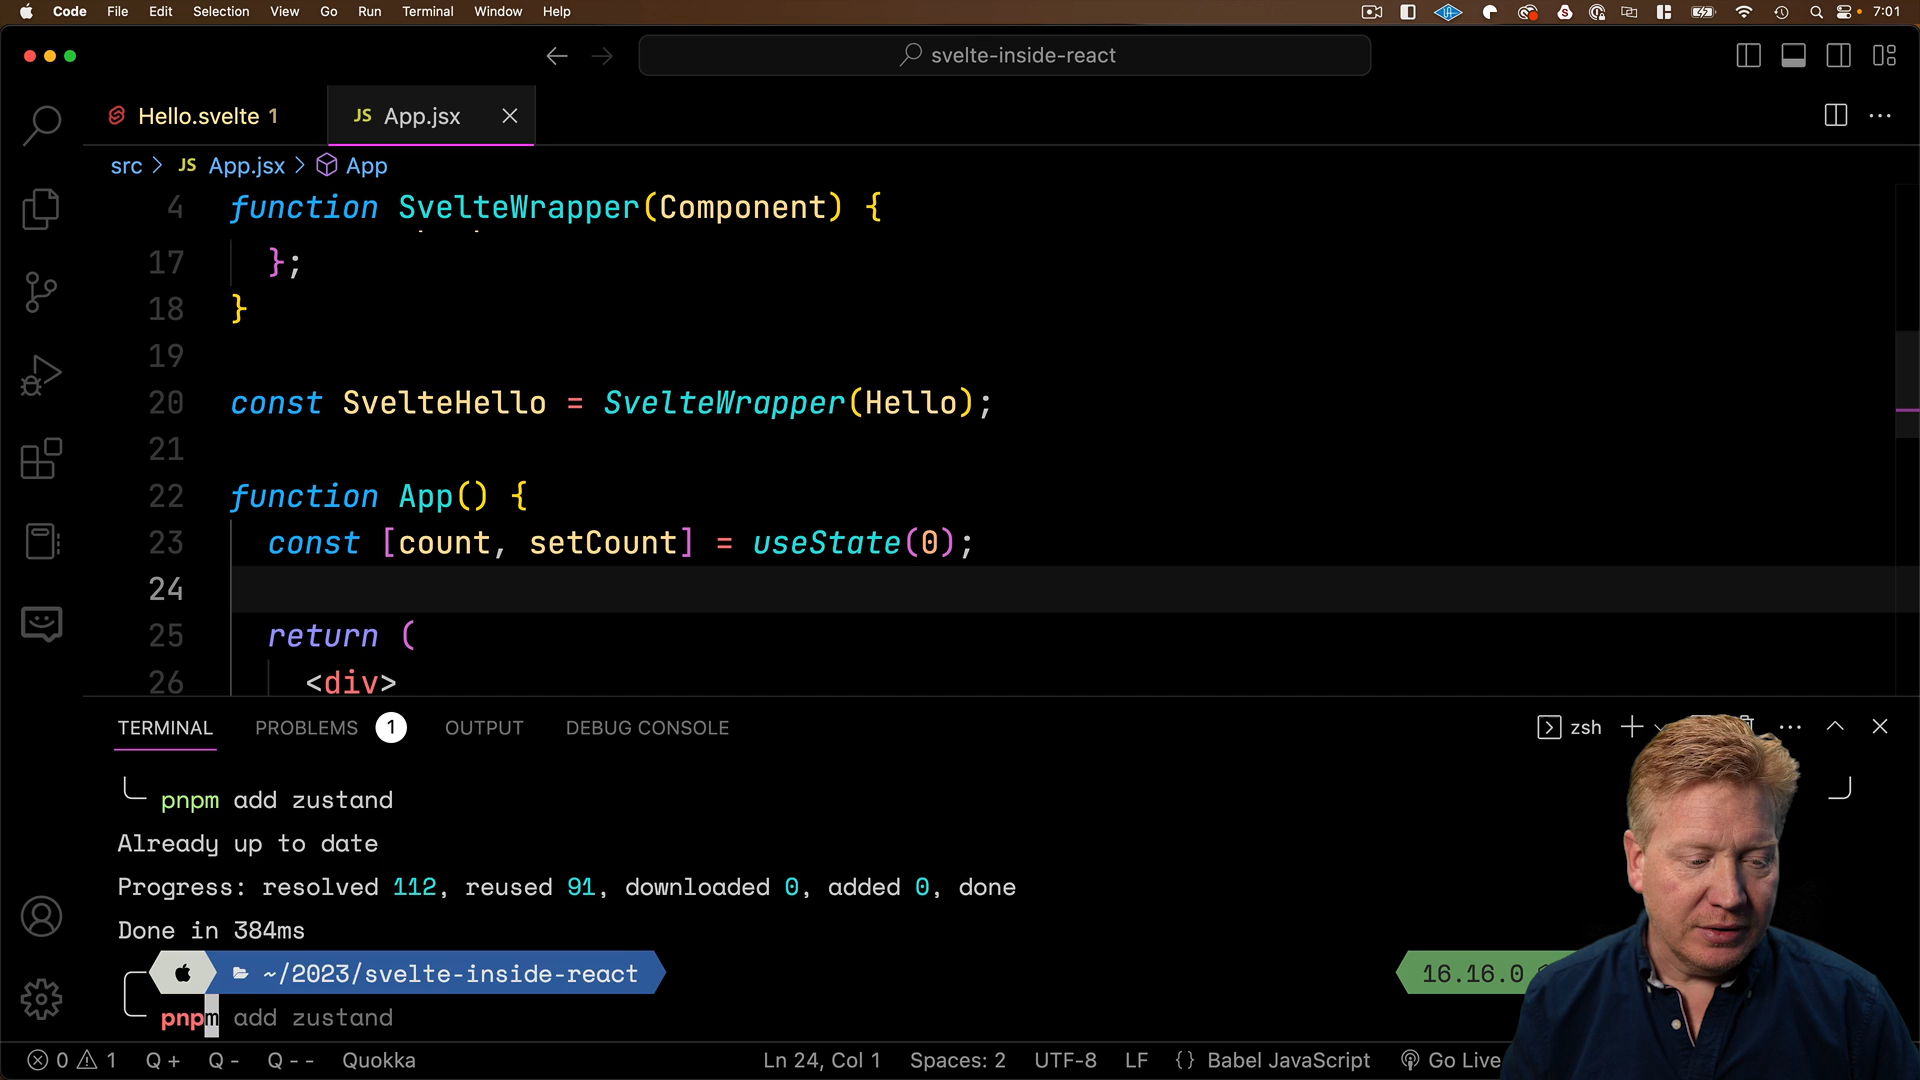 Code File Edit Selection View Go Run Terminal Window Help 7:01
svelte-inside-react
Hello.svelte 1 JS App.jsx
src > JS App.jsx > App
4 function SvelteWrapper(Component) {
17 };
18 }
19
20 const SvelteHello = SvelteWrapper(Hello);
21
22 function App() {
23 const [count, setCount] = useState(0);
24
25 return (
26 <div>
TERMINAL PROBLEMS 1 OUTPUT DEBUG CONSOLE zsh
pnpm add zustand
Already up to date
Progress: resolved 112, reused 91, downloaded 0, added 0, done
Done in 384ms
~/2023/svelte-inside-react 16.16.0
pnpm add zustand
0 1 Q + Q - Q - - Quokka Ln 24, Col 1 Spaces: 2 UTF-8 LF {} Babel JavaScript Go Live